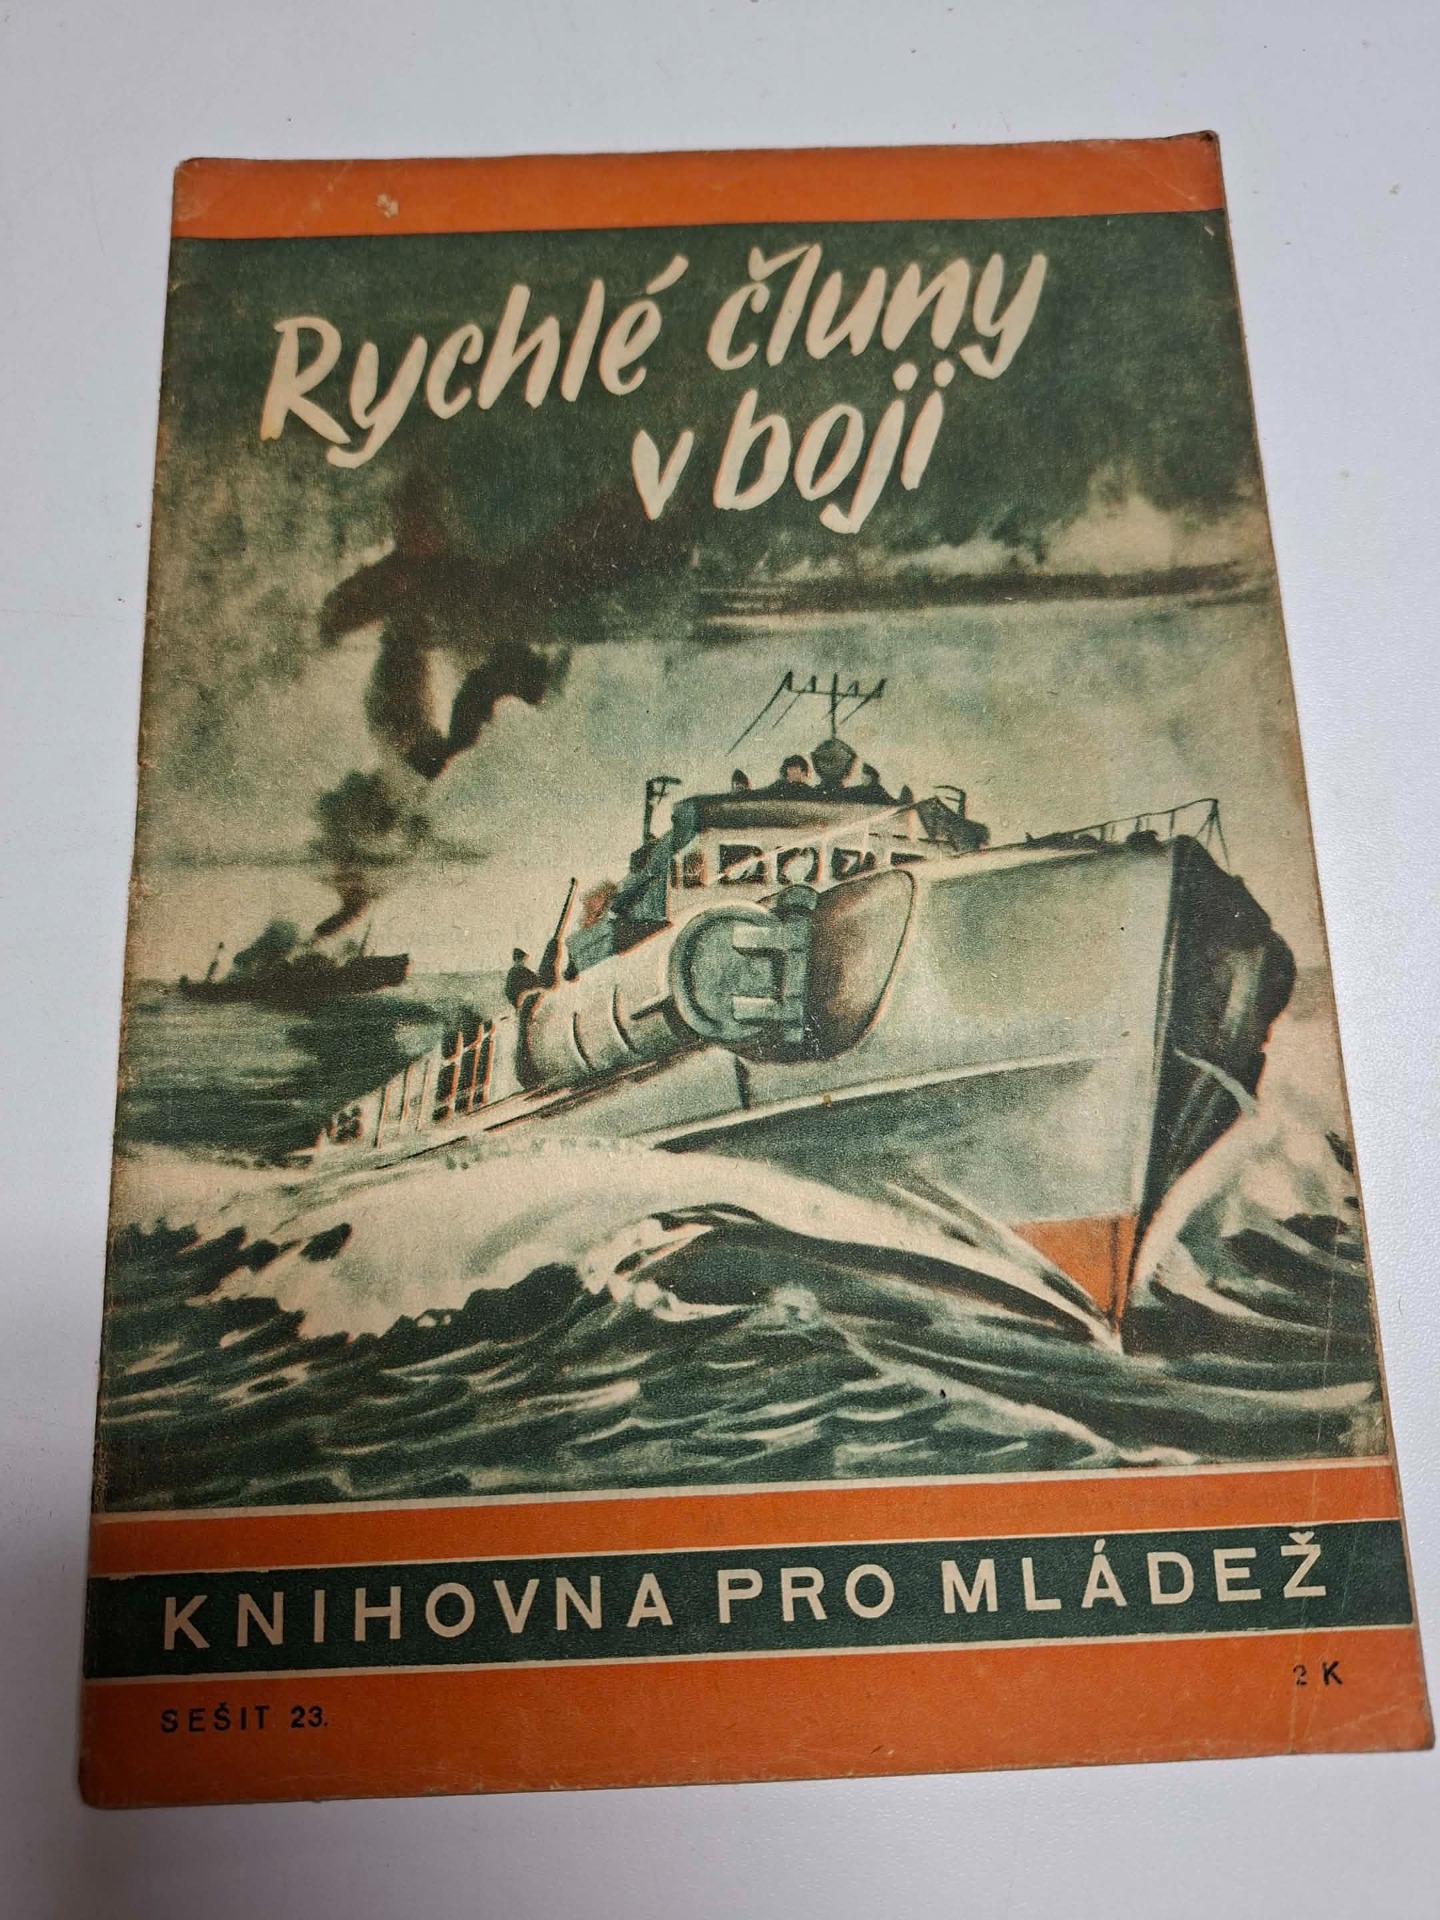 Rychlé čluny
v boji
KNIHOVNA PRO MLÁDEŽ
2 K
SEŠIT 23.